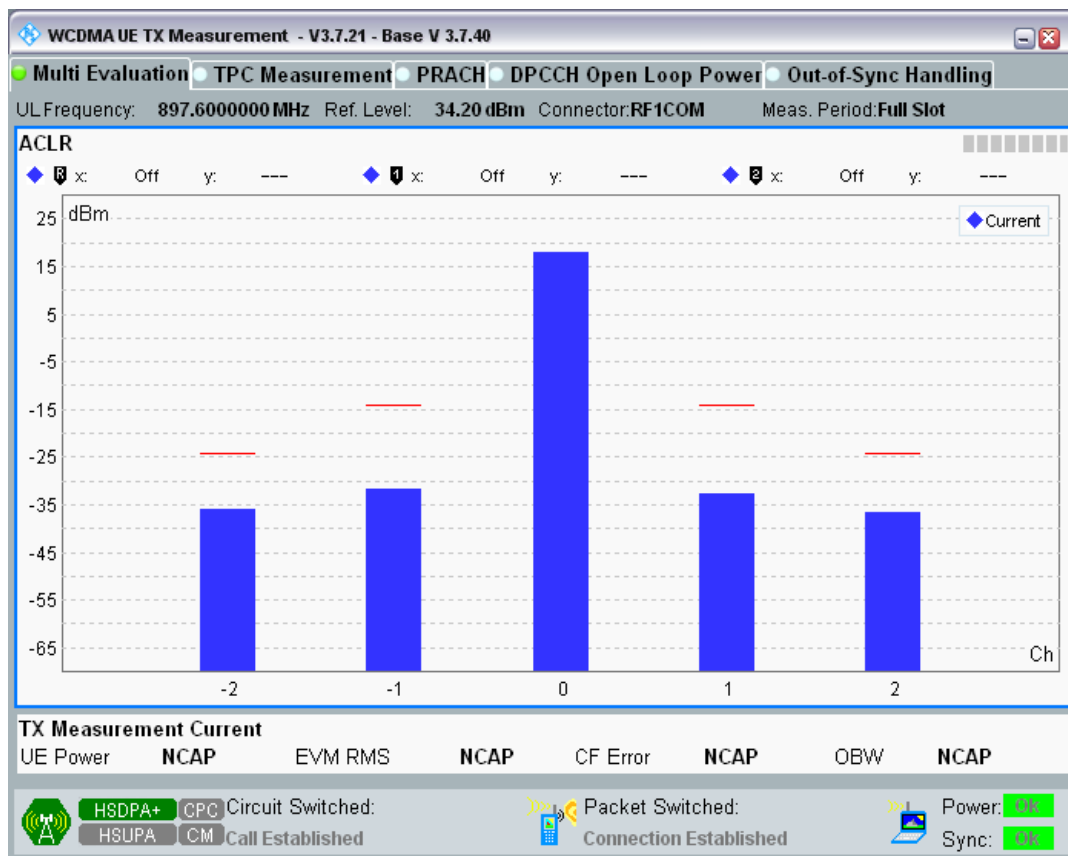 WCDMA UE TX Measurement - V3.7.21 - Base V 3.7.40
Multi Evaluation TPC Measurement PRACH DPCCH Open Loop Power Out-of-Sync Handling
UL Frequency: 897.6000000 MHz Ref. Level: 34.20 dBm Connector:RF1COM Meas. Period:Full Slot
ACLR
R x: Off y: --- 1 x: Off y: --- 2 x: Off y: ---
dBm
Current
25
15
5
-5
-15
-25
-35
-45
-55
-65
Ch
-2 -1 0 1 2
TX Measurement Current
UE Power NCAP EVM RMS NCAP CF Error NCAP OBW NCAP
HSDPA+ CPC Circuit Switched: Packet Switched: Power: OK
HSUPA CM Call Established Connection Established Sync: OK